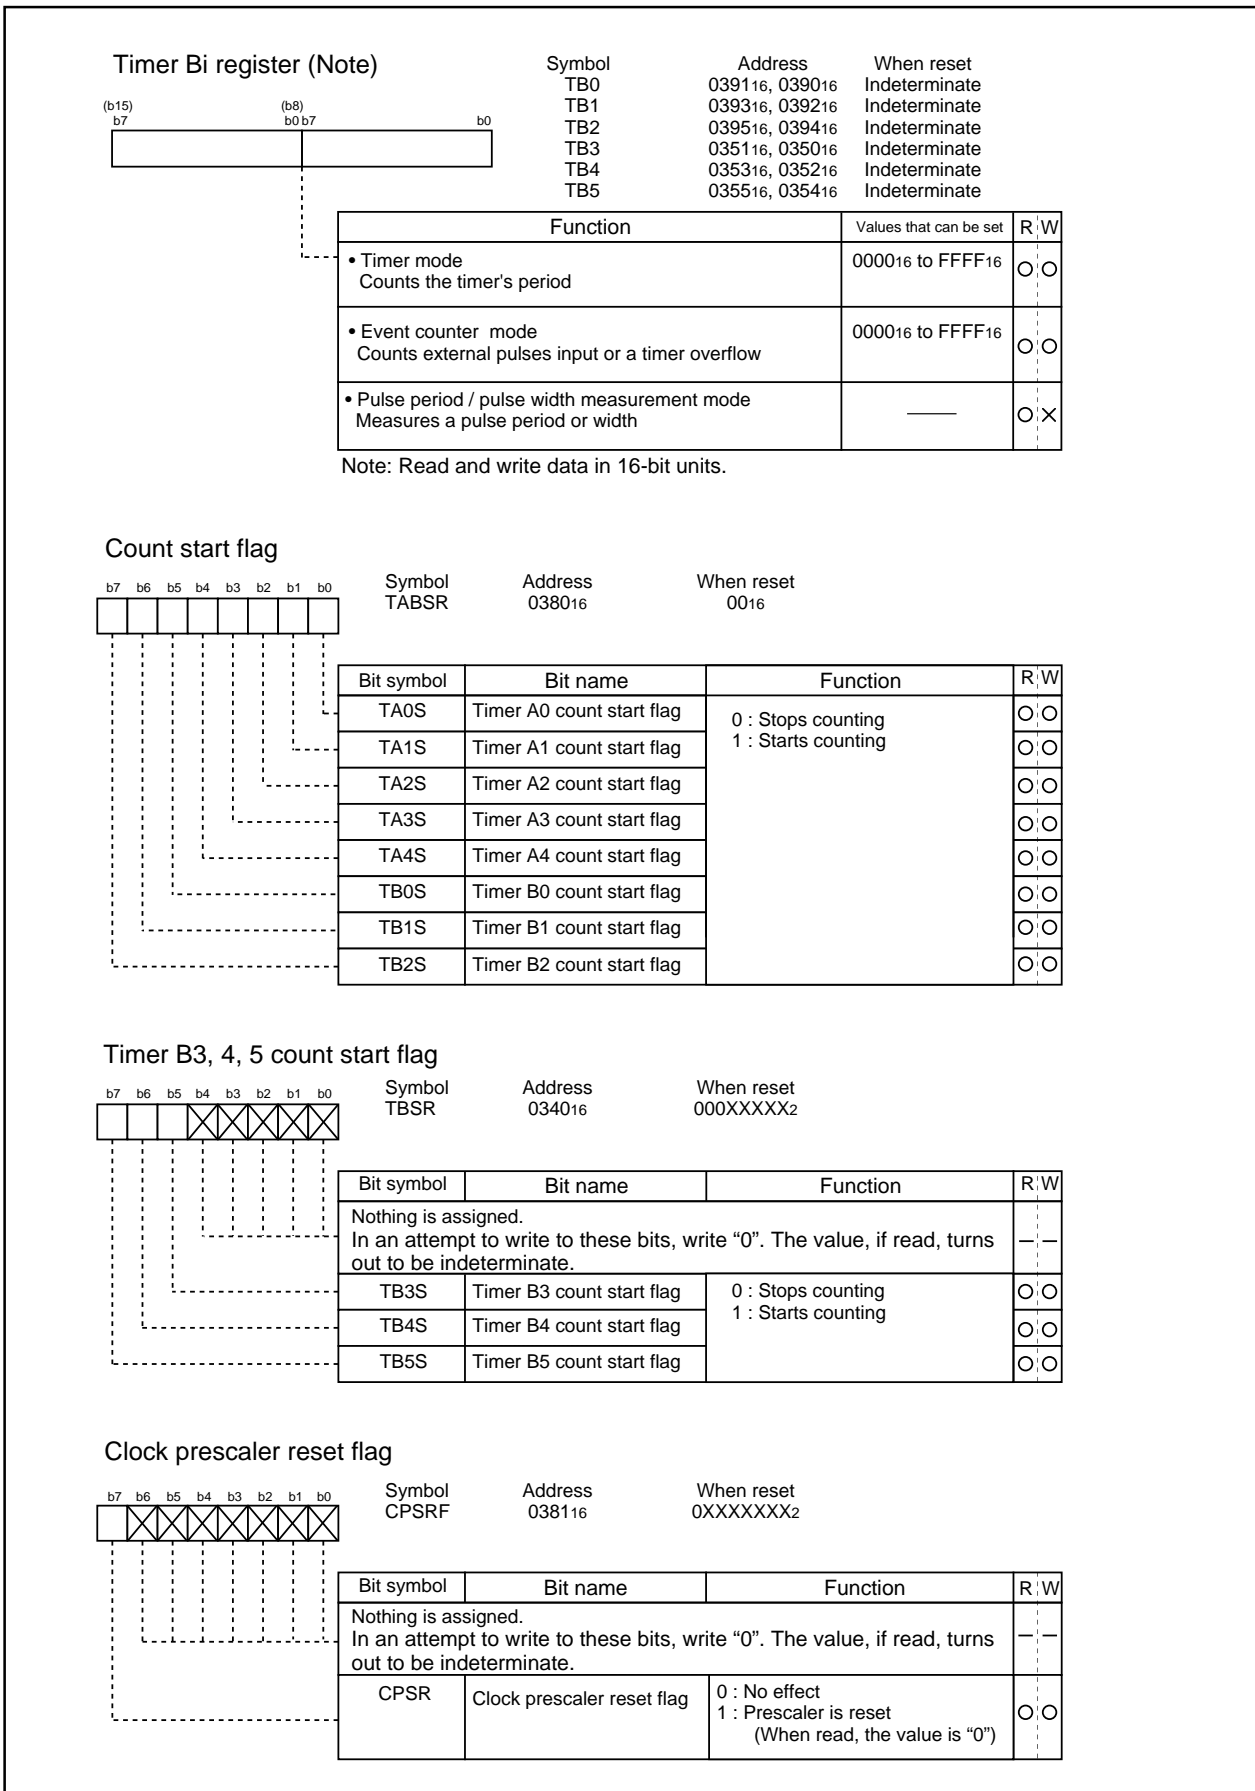 Timer Bi register (Note)
Symbol Address When reset
TB0 039116, 039016 Indeterminate
TB1 039316, 039216 Indeterminate
TB2 039516, 039416 Indeterminate
TB3 035116, 035016 Indeterminate
TB4 035316, 035216 Indeterminate
TB5 035516, 035416 Indeterminate
(b15) (b8)
b7 b0 b7 b0
Function Values that can be set R W
• Timer mode 000016 to FFFF16
Counts the timer's period
• Event counter mode 000016 to FFFF16
Counts external pulses input or a timer overflow
• Pulse period / pulse width measurement mode
Measures a pulse period or width
Note: Read and write data in 16-bit units.
Count start flag
Symbol Address When reset
TABSR 038016 0016
b7 b6 b5 b4 b3 b2 b1 b0
Bit symbol Bit name Function R W
TA0S Timer A0 count start flag 0 : Stops counting
TA1S Timer A1 count start flag 1 : Starts counting
TA2S Timer A2 count start flag
TA3S Timer A3 count start flag
TA4S Timer A4 count start flag
TB0S Timer B0 count start flag
TB1S Timer B1 count start flag
TB2S Timer B2 count start flag
Timer B3, 4, 5 count start flag
Symbol Address When reset
TBSR 034016 000XXXXX2
b7 b6 b5 b4 b3 b2 b1 b0
Bit symbol Bit name Function R W
Nothing is assigned.
In an attempt to write to these bits, write “0”. The value, if read, turns
out to be indeterminate.
TB3S Timer B3 count start flag 0 : Stops counting
TB4S Timer B4 count start flag 1 : Starts counting
TB5S Timer B5 count start flag
Clock prescaler reset flag
Symbol Address When reset
CPSRF 038116 0XXXXXXX2
b7 b6 b5 b4 b3 b2 b1 b0
Bit symbol Bit name Function R W
Nothing is assigned.
In an attempt to write to these bits, write “0”. The value, if read, turns
out to be indeterminate.
CPSR Clock prescaler reset flag 0 : No effect
1 : Prescaler is reset
(When read, the value is “0”)